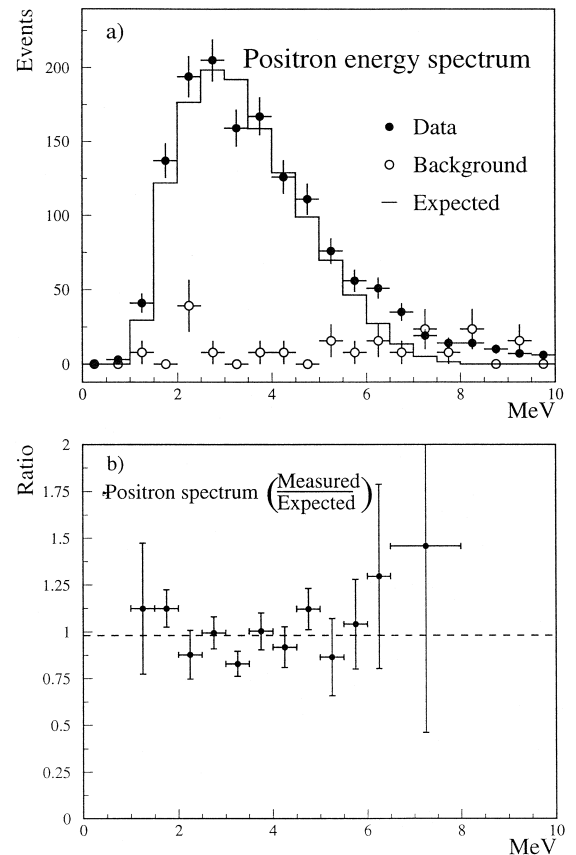 Events
a)
Positron energy spectrum
Data
Background
Expected
200
150
100
50
0
2
4
6
8
10
MeV
Ratio
b)
Positron spectrum (Measured
Expected)
2
1.75
1.5
1.25
1
0.75
0.5
0.25
0
0
2
4
6
8
10
MeV